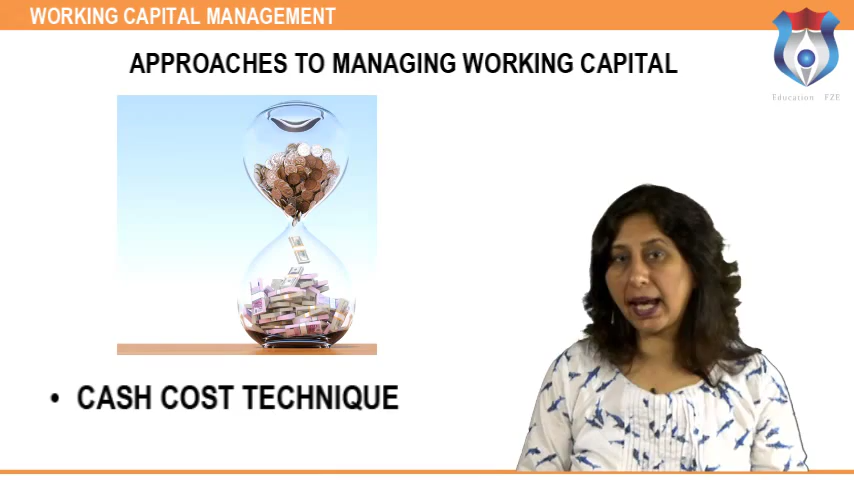 WORKING CAPITAL MANAGEMENT
APPROACHES TO MANAGING WORKING CAPITAL
Education FZE
• CASH COST TECHNIQUE